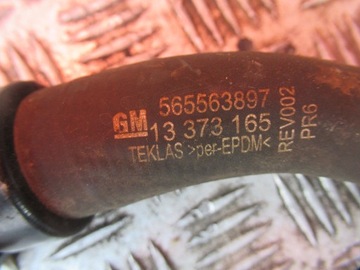 565563897
GM 13 373 165
TEKLAS >per-EPDM<
REV002
PR6